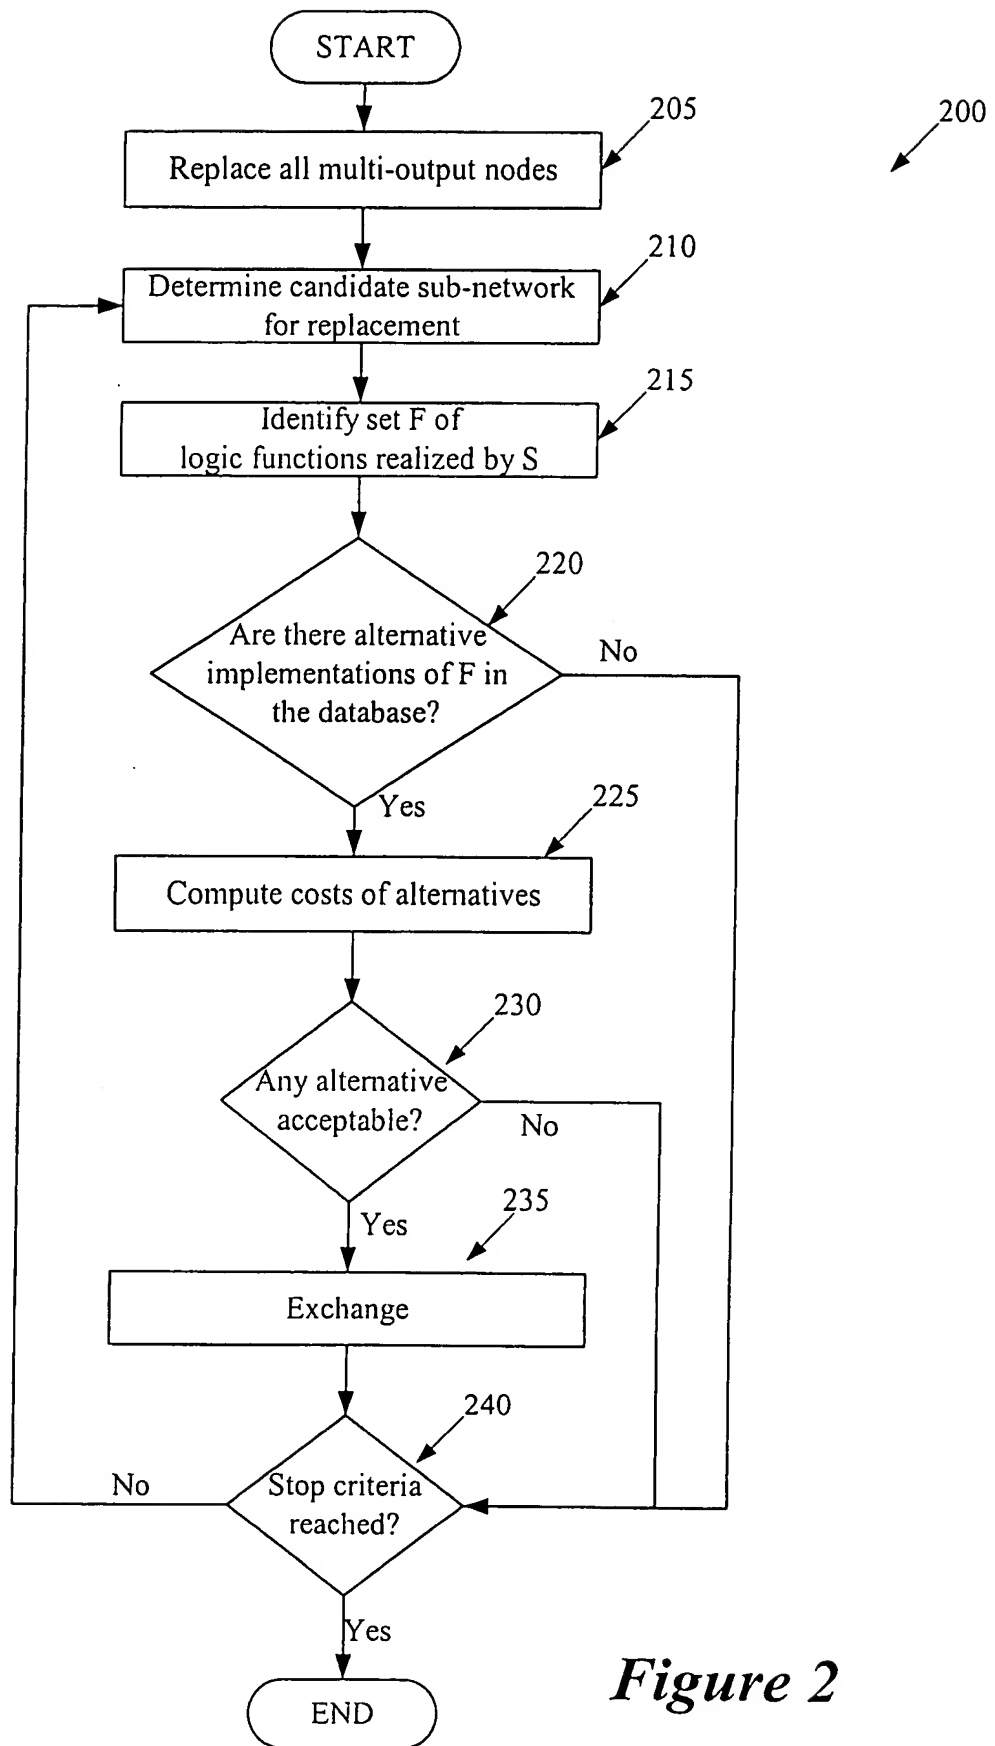 START
205
200
Replace all multi-output nodes
210
Determine candidate sub-network
for replacement
215
Identify set F of
logic functions realized by S
220
Are there alternative
implementations of F in
the database?
No
Yes
225
Compute costs of alternatives
230
Any alternative
acceptable?
No
Yes
235
Exchange
240
Stop criteria
reached?
No
Yes
END
Figure 2